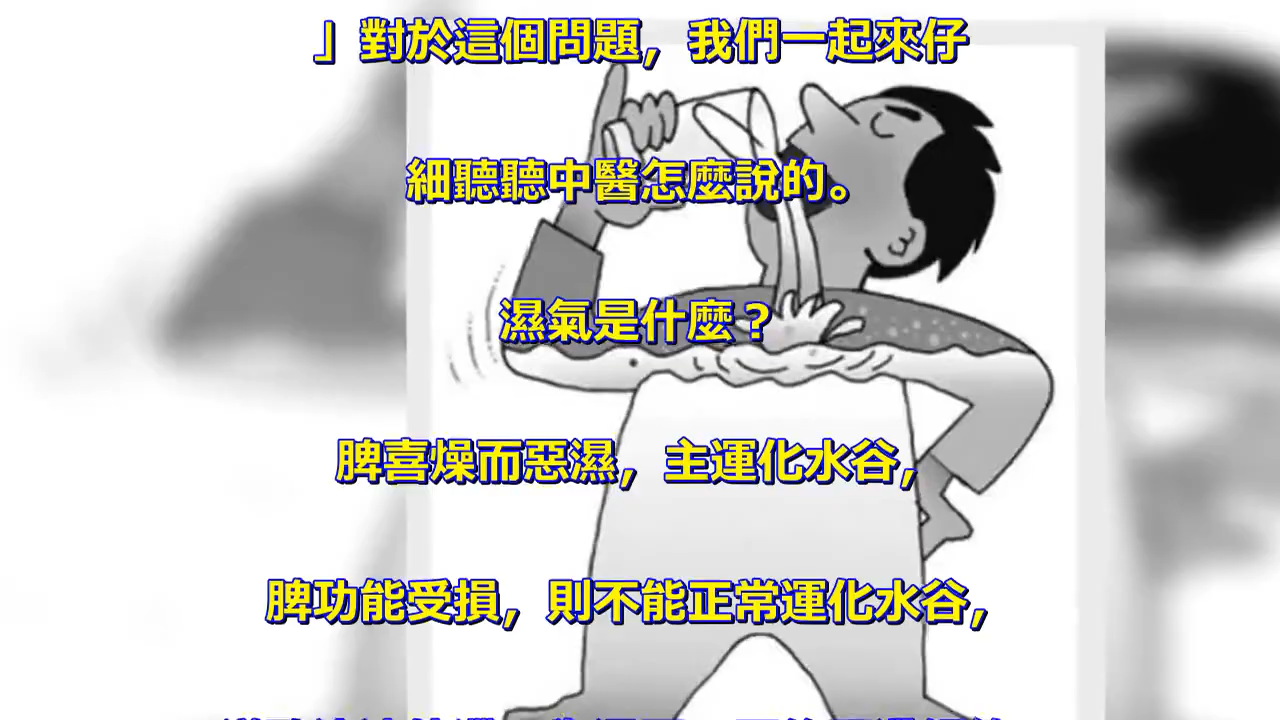 」對於這個問題，我們一起來仔
細聽聽中醫怎麼說的。
濕氣是什麼？
脾喜燥而惡濕，主運化水谷，
脾功能受損，則不能正常運化水谷，